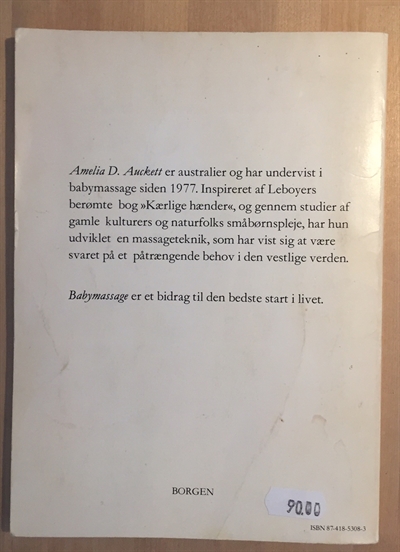 Amelia D. Auckett er australier og har undervist i
babymassage siden 1977. Inspireret af Leboyers
berømte bog »Kærlige hænder«, og gennem studier af
gamle kulturers og naturfolks småbørnspleje, har hun
udviklet en massageteknik, som har vist sig at være
svaret på et påtrængende behov i den vestlige verden.
Babymassage er et bidrag til den bedste start i livet.
BORGEN
90.00
ISBN 87-418-5308-3